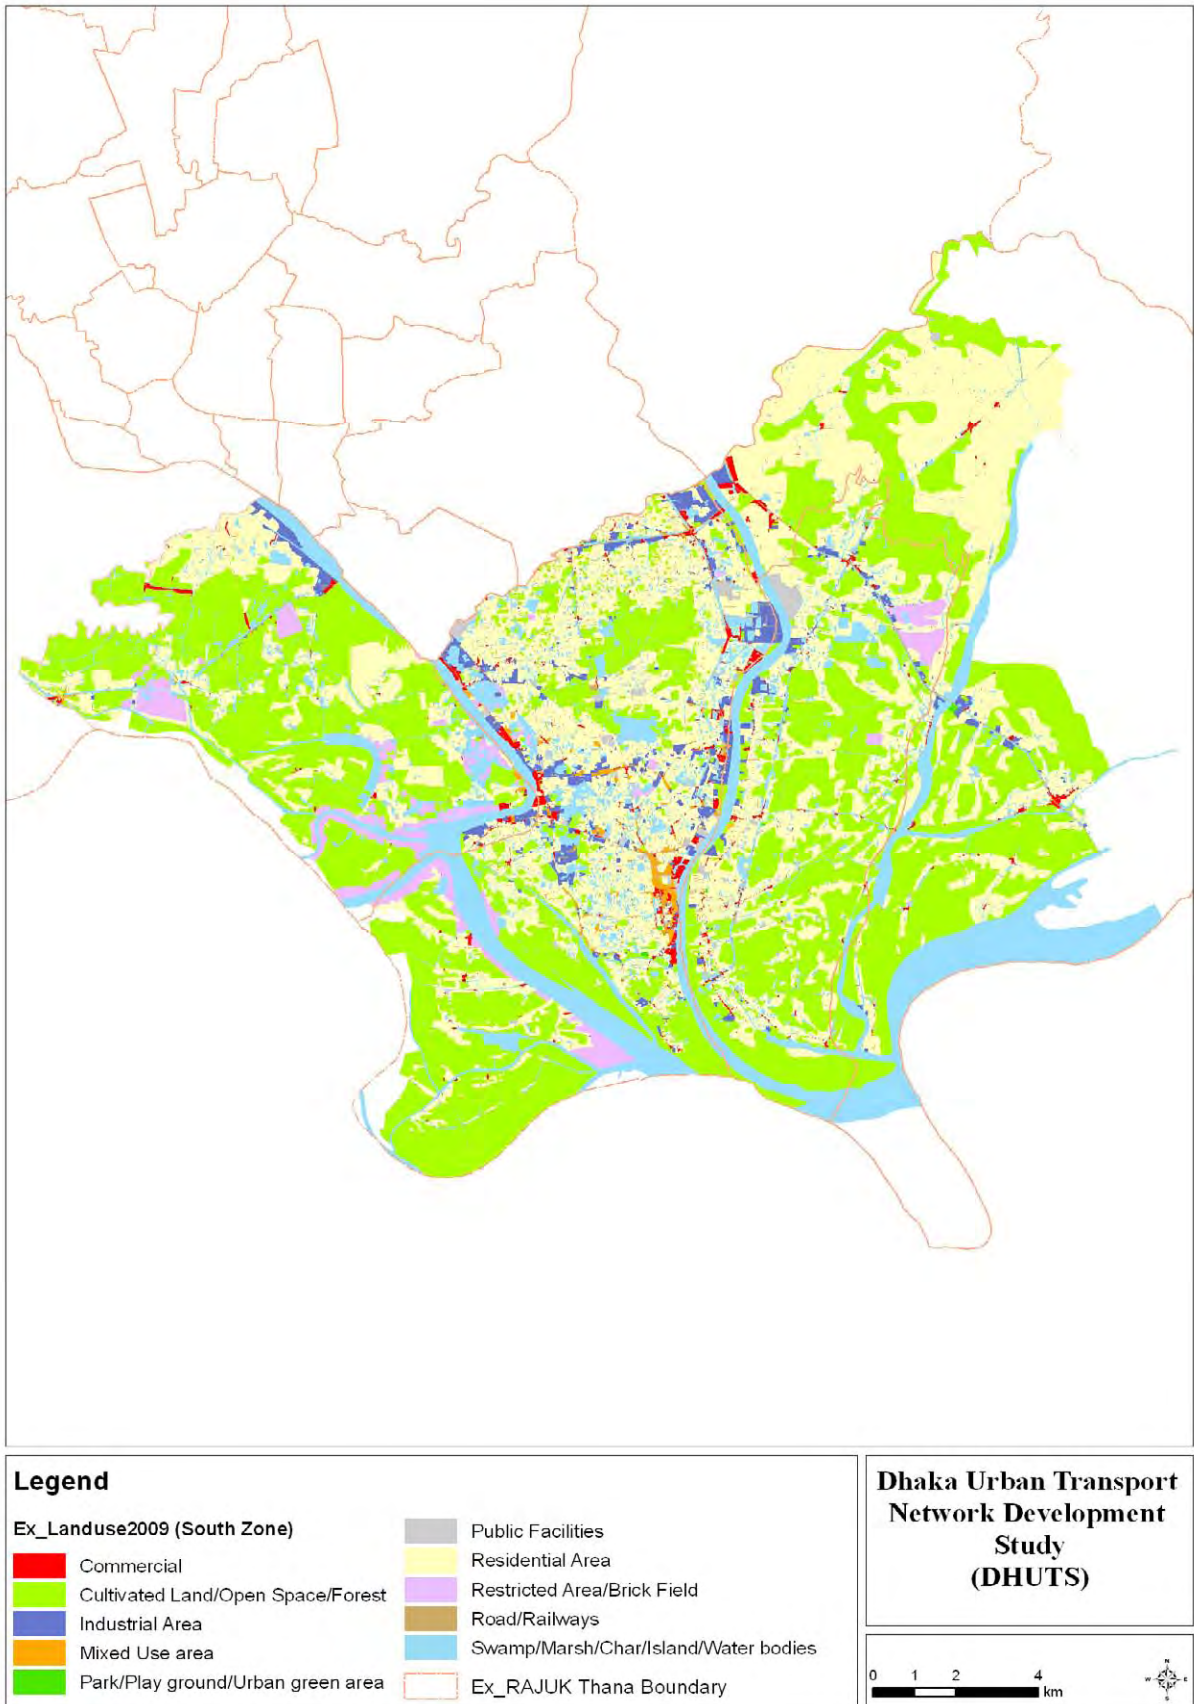 Legend
Ex_Landuse2009 (South Zone)
Commercial
Cultivated Land/Open Space/Forest
Industrial Area
Mixed Use area
Park/Play ground/Urban green area
Public Facilities
Residential Area
Restricted Area/Brick Field
Road/Railways
Swamp/Marsh/Char/Island/Water bodies
Ex_RAJUK Thana Boundary
Dhaka Urban Transport
Network Development
Study
(DHUTS)
0 1 2 4
km
N
W E
S